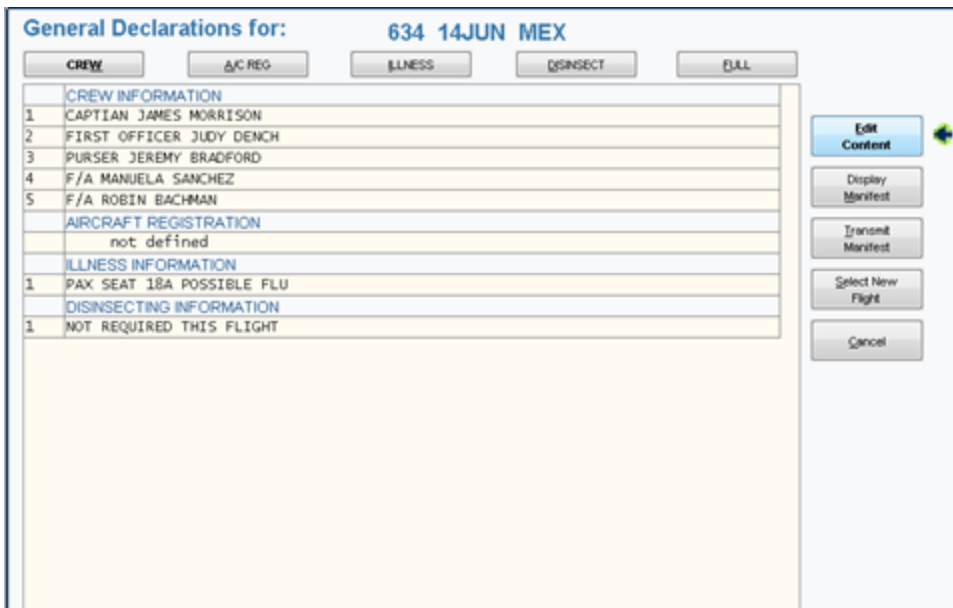 General Declarations for: 634 14JUN MEX
CREW A/C REG ILLNESS DISINSECT FULL
CREW INFORMATION
1 CAPTIAN JAMES MORRISON
2 FIRST OFFICER JUDY DENCH
3 PURSER JEREMY BRADFORD
4 F/A MANUELA SANCHEZ
5 F/A ROBIN BACHMAN
AIRCRAFT REGISTRATION
not defined
ILLNESS INFORMATION
1 PAX SEAT 18A POSSIBLE FLU
DISINSECTING INFORMATION
1 NOT REQUIRED THIS FLIGHT
Edit
Content
Display
Manifest
Transmit
Manifest
Select New
Flight
Cancel